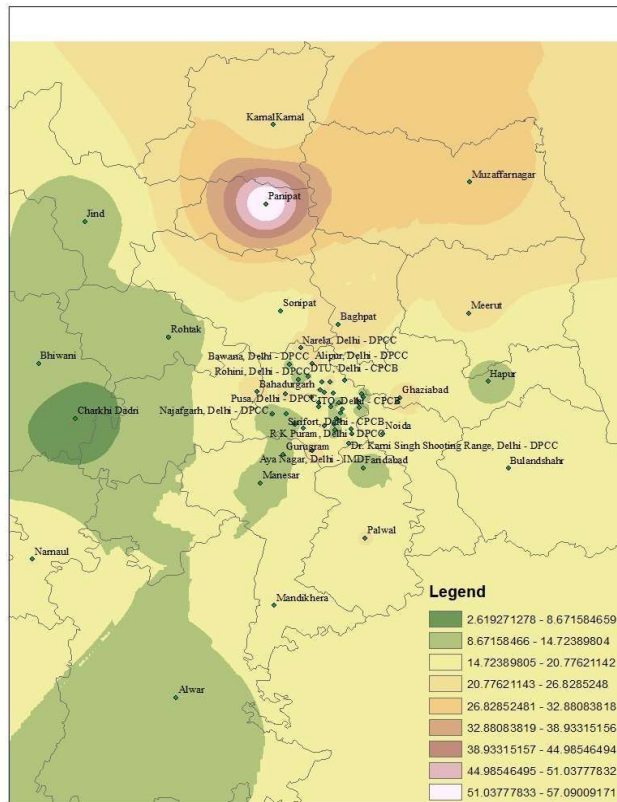 KarnalKarnal
Panipat
Muzaffarnagar
Jind
Sonipat
Meerut
Baghpat
Rohtak
Narela, Delhi - DPCC
Bawana, Delhi - DPCC
Alipur, Delhi - DPCC
Bhiwani
Rohini, Delhi - DPCC
DTU, Delhi - CPCB
Hapur
Bahadurgarh
Ghaziabad
Pusa, Delhi - DPCC
ITO, Delhi - CPCB
Charkhi Dadri
Najafgarh, Delhi - DPCC
Sirifort, Delhi - CPCB
R K Puram, Delhi - DPCC
Noida
Dr. Karni Singh Shooting Range, Delhi - DPCC
Gurugram
Aya Nagar, Delhi - IMD
Faridabad
Bulandshahr
Manesar
Palwal
Narnaul
Mandikhera
Alwar
Legend
2.619271278 - 8.671584659
8.67158466 - 14.72389804
14.72389805 - 20.77621142
20.77621143 - 26.8285248
26.82852481 - 32.88083818
32.88083819 - 38.93315156
38.93315157 - 44.98546494
44.98546495 - 51.03777832
51.03777833 - 57.09009171